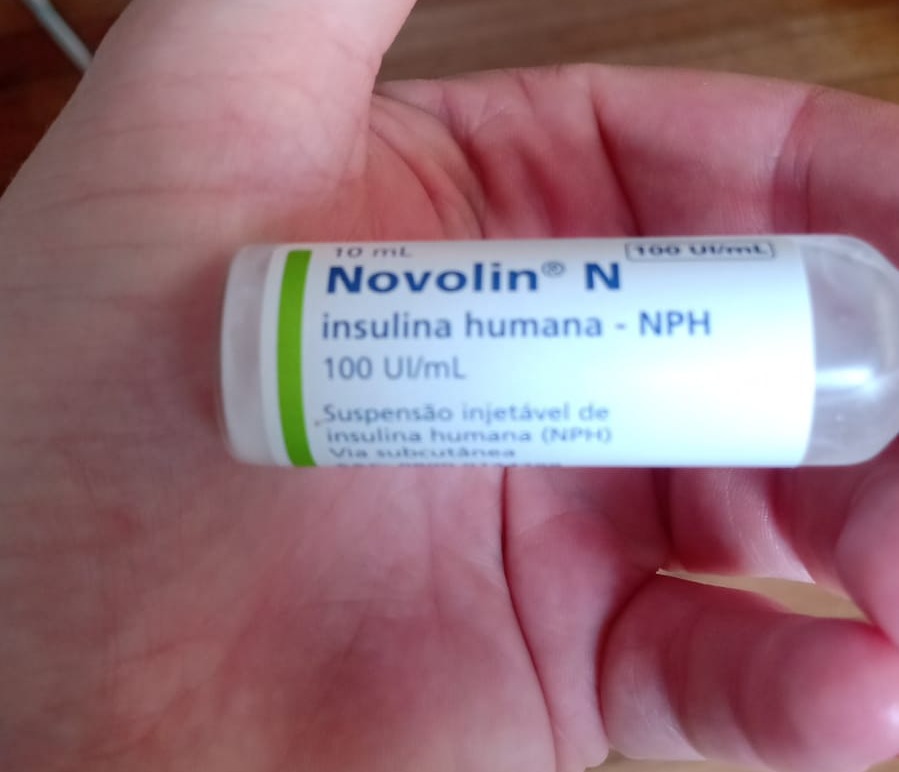 10 mL 100 UI/mL
Novolin® N
insulina humana - NPH
100 UI/mL
Suspensão injetável de
insulina humana (NPH)
Via subcutânea